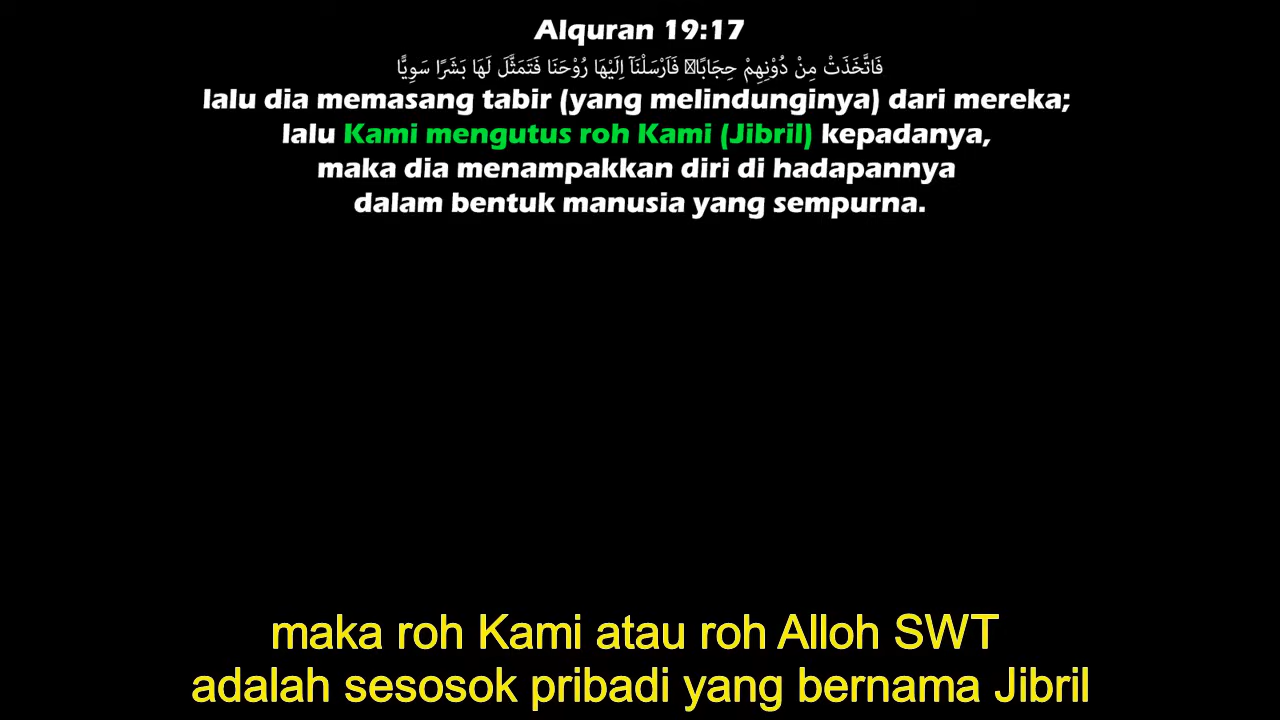 Alquran 19:17
فَاتَّخَذَتْ مِنْ دُوْنِهِمْ حِجَابًا فَاَرْسَلْنَآ اِلَيْهَا رُوْحَنَا فَتَمَثَّلَ لَهَا بَشَرًا سَوِيًّا
lalu dia memasang tabir (yang melindunginya) dari mereka;
lalu Kami mengutus roh Kami (Jibril) kepadanya,
maka dia menampakkan diri di hadapannya
dalam bentuk manusia yang sempurna.
maka roh Kami atau roh Alloh SWT
adalah sesosok pribadi yang bernama Jibril